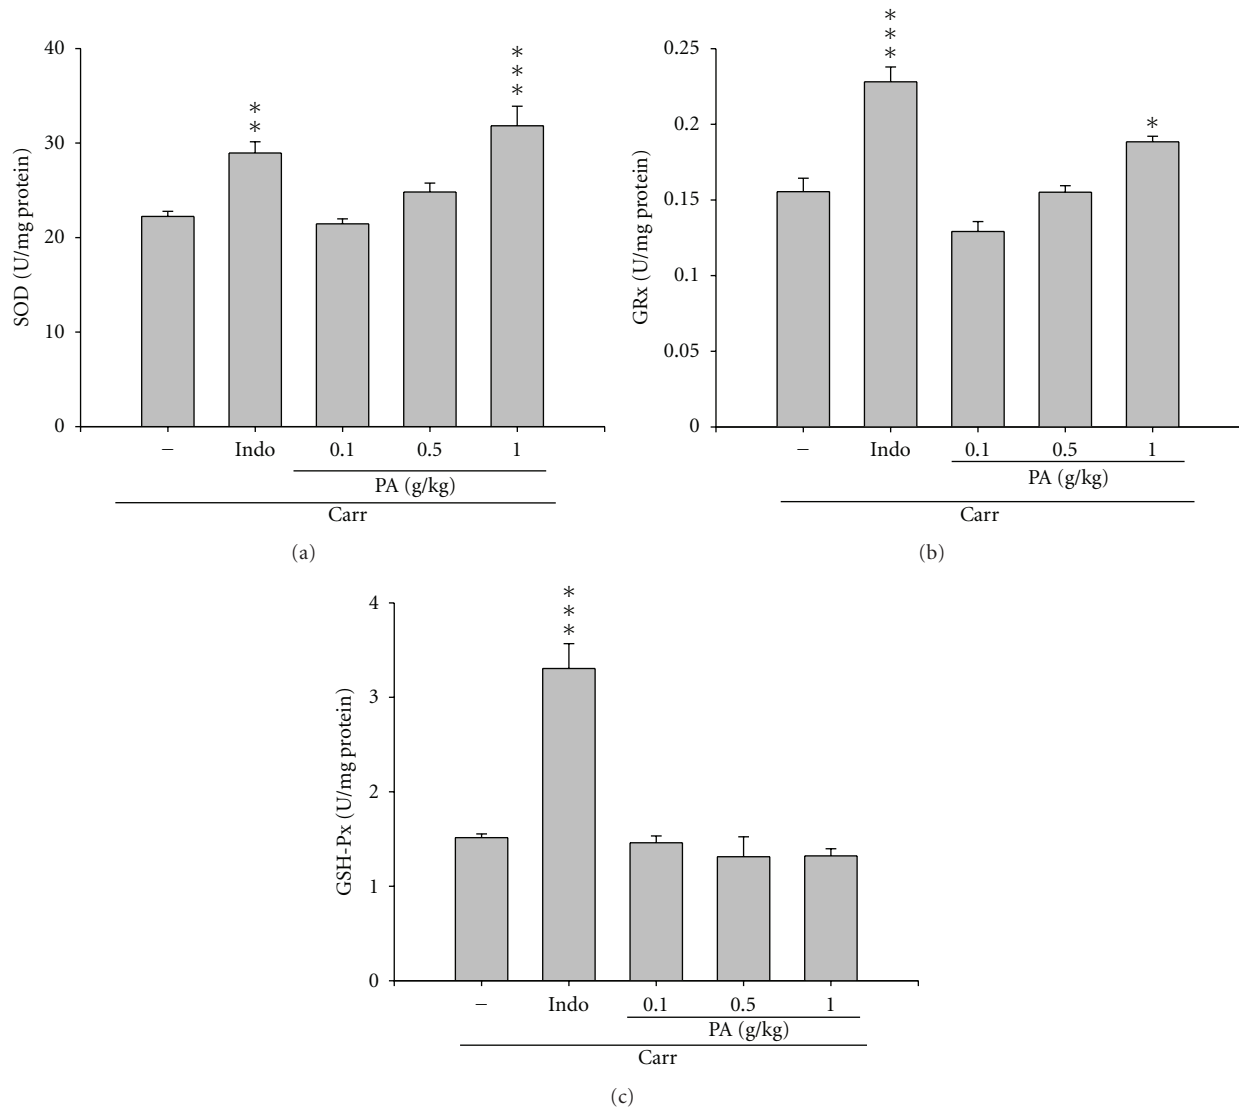 SOD (U/mg protein)
40
30
20
10
0
∗∗
∗∗∗
− Indo 0.1 0.5 1
PA (g/kg)
Carr
(a)
GRx (U/mg protein)
0.25
0.2
0.15
0.1
0.05
0
∗∗∗
∗
− Indo 0.1 0.5 1
PA (g/kg)
Carr
(b)
GSH-Px (U/mg protein)
4
3
2
1
0
∗∗∗
− Indo 0.1 0.5 1
PA (g/kg)
Carr
(c)